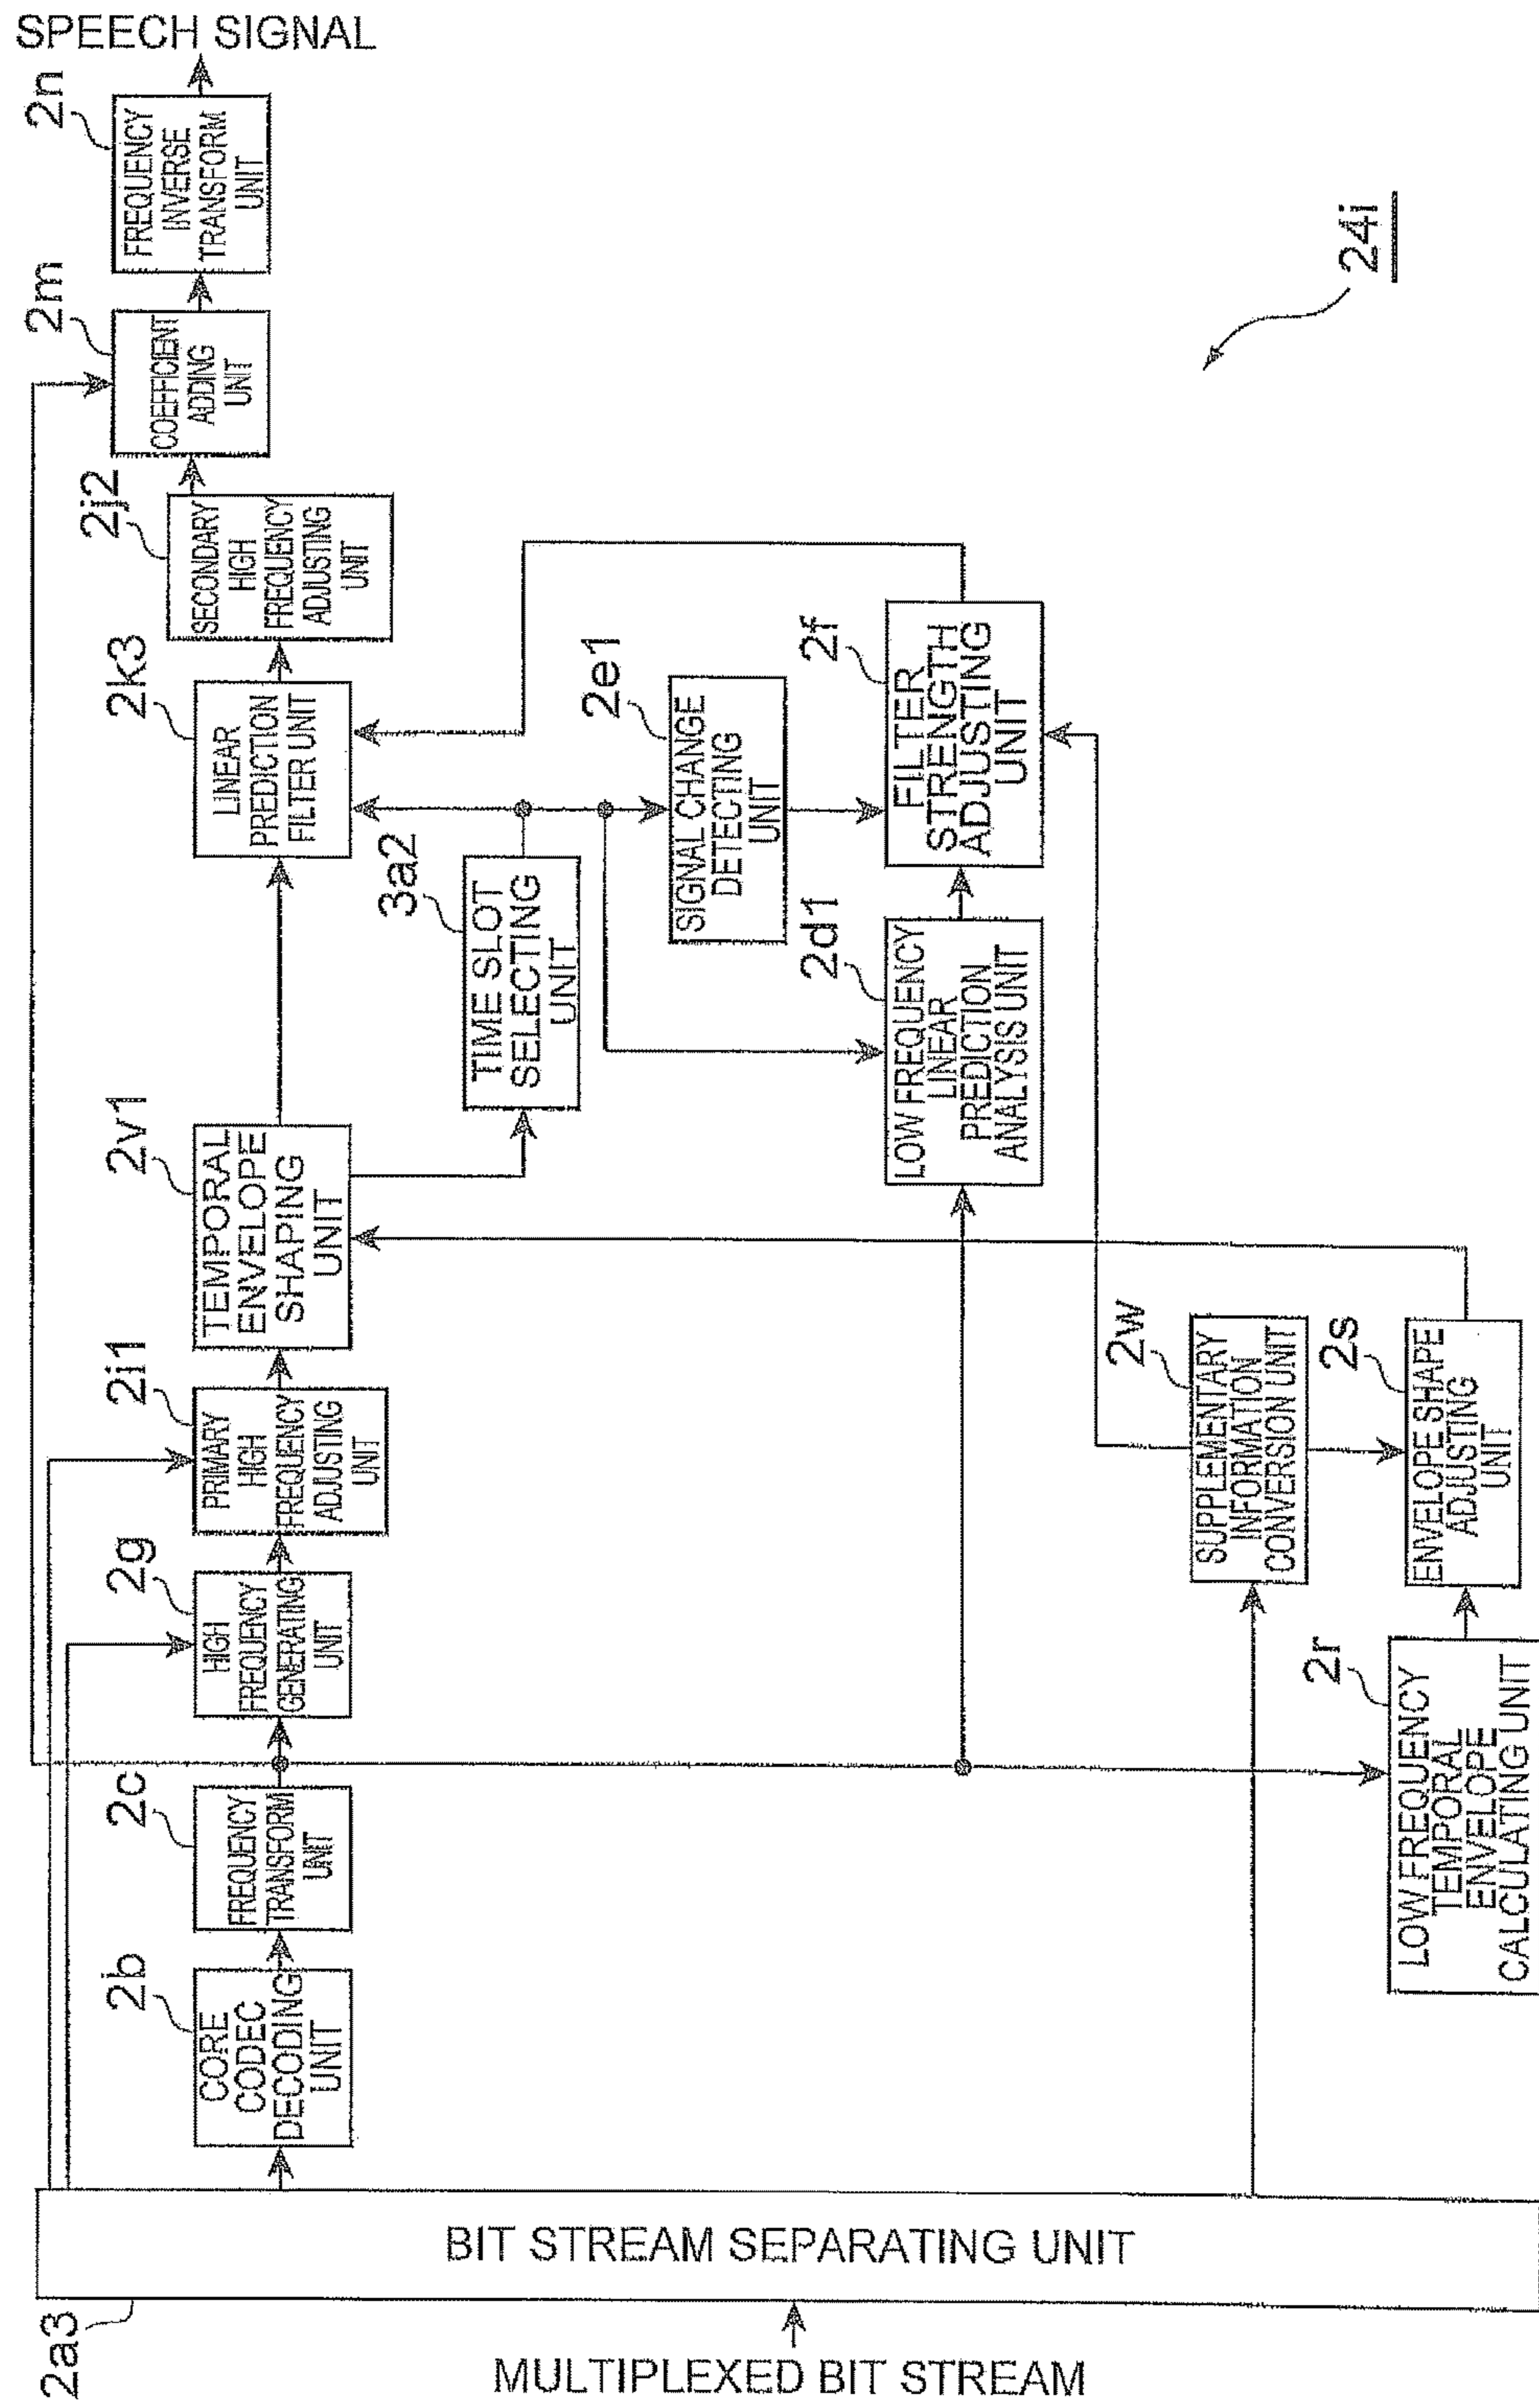 MULTIPLEXED BIT STREAM
2a3
BIT STREAM SEPARATING UNIT
2b
CORE
CODEC
DECODING
UNIT
2c
FREQUENCY
TRANSFORM
UNIT
2g
HIGH
FREQUENCY
GENERATING
UNIT
2i1
PRIMARY
HIGH
FREQUENCY
ADJUSTING
UNIT
2v1
TEMPORAL
ENVELOPE
SHAPING
UNIT
2k3
LINEAR
PREDICTION
FILTER UNIT
2j2
SECONDARY
HIGH
FREQUENCY
ADJUSTING
UNIT
2m
COEFFICIENT
ADDING
UNIT
2n
FREQUENCY
INVERSE
TRANSFORM
UNIT
SPEECH SIGNAL
3a2
TIME SLOT
SELECTING
UNIT
2e1
SIGNAL CHANGE
DETECTING
UNIT
2d1
LOW FREQUENCY
LINEAR
PREDICTION
ANALYSIS UNIT
2f
FILTER
STRENGTH
ADJUSTING
UNIT
2w
SUPPLEMENTARY
INFORMATION
CONVERSION UNIT
2r
LOW FREQUENCY
TEMPORAL
ENVELOPE
CALCULATING UNIT
2s
ENVELOPE SHAPE
ADJUSTING
UNIT
24i